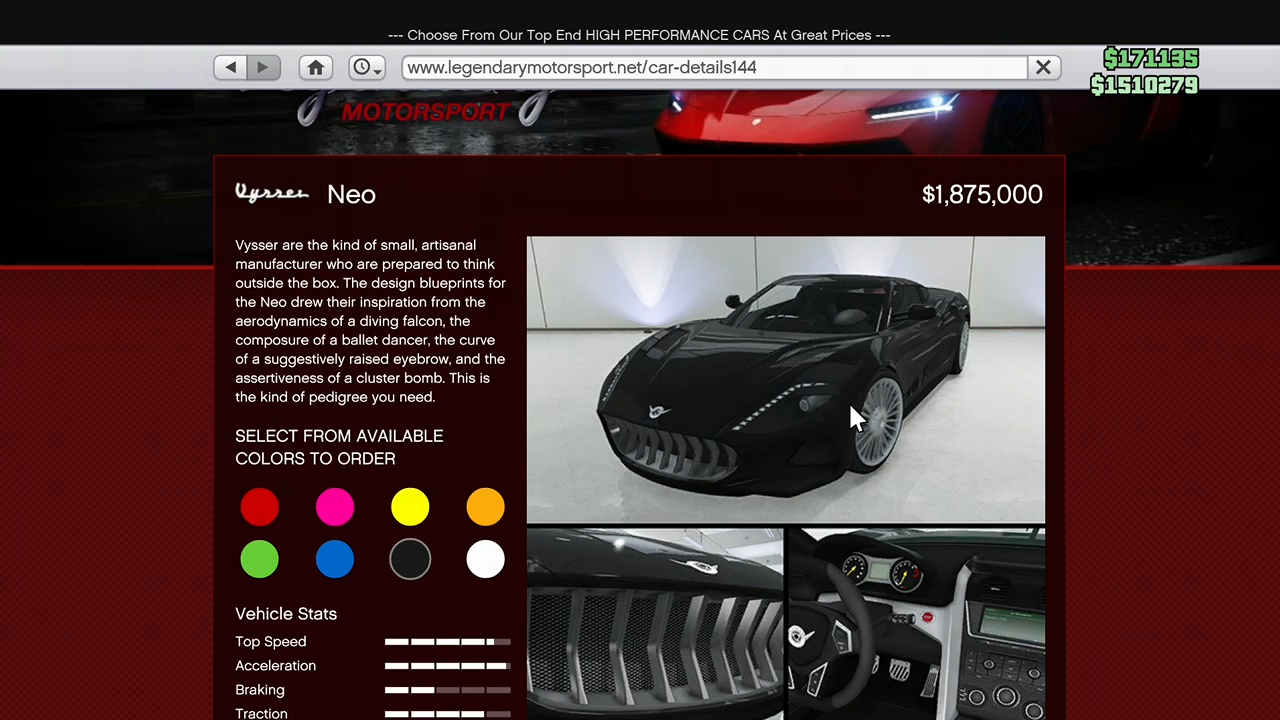 --- Choose From Our Top End HIGH PERFORMANCE CARS At Great Prices ---
www.legendarymotorsport.net/car-details144
$171135
$1510279
MOTORSPORT
Vysser Neo
$1,875,000
Vysser are the kind of small, artisanal
manufacturer who are prepared to think
outside the box. The design blueprints for
the Neo drew their inspiration from the
aerodynamics of a diving falcon, the
composure of a ballet dancer, the curve
of a suggestively raised eyebrow, and the
assertiveness of a cluster bomb. This is
the kind of pedigree you need.
SELECT FROM AVAILABLE
COLORS TO ORDER
Vehicle Stats
Top Speed
Acceleration
Braking
Traction